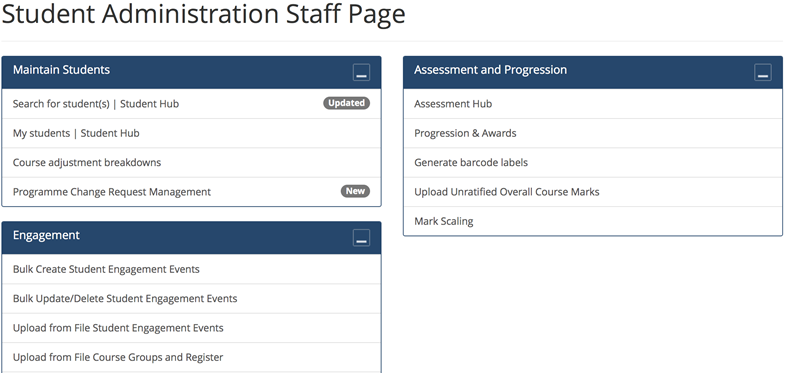 Student Administration Staff Page
Maintain Students
Search for student(s) | Student Hub Updated
My students | Student Hub
Course adjustment breakdowns
Programme Change Request Management New
Engagement
Bulk Create Student Engagement Events
Bulk Update/Delete Student Engagement Events
Upload from File Student Engagement Events
Upload from File Course Groups and Register
Assessment and Progression
Assessment Hub
Progression & Awards
Generate barcode labels
Upload Unratified Overall Course Marks
Mark Scaling